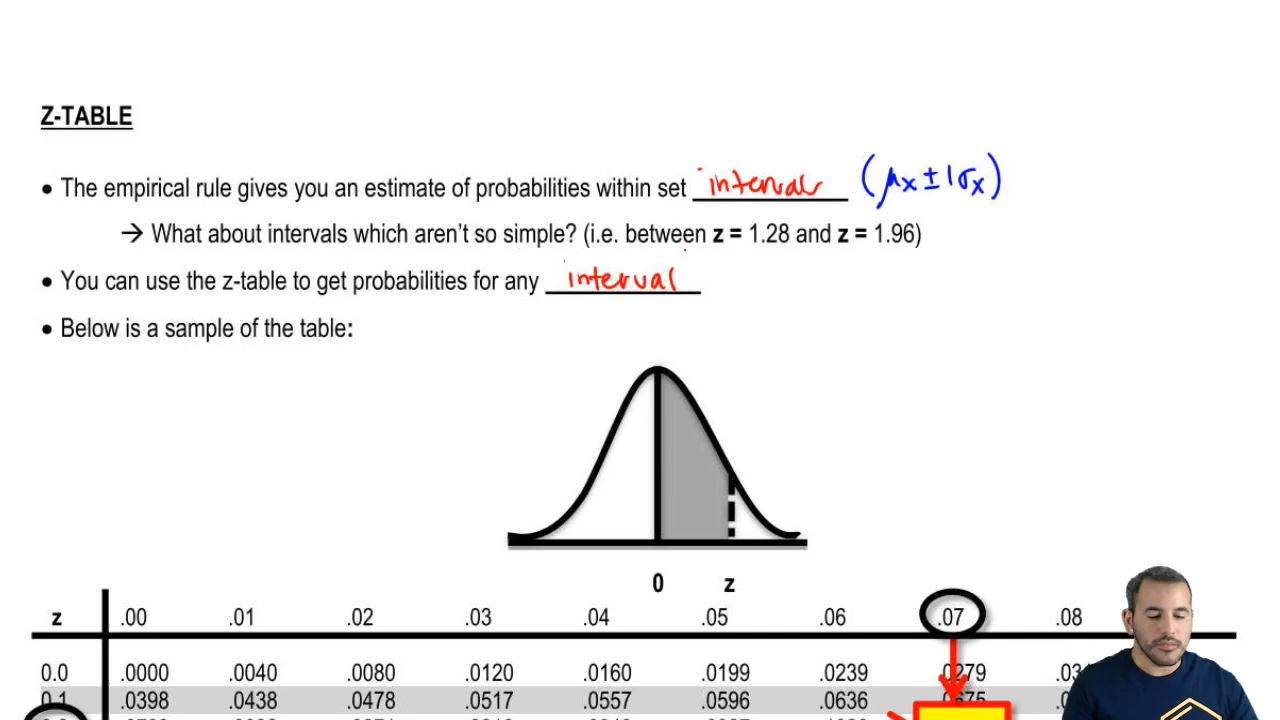 Z-TABLE
• The empirical rule gives you an estimate of probabilities within set intervals (μx ± 1σx)
→ What about intervals which aren't so simple? (i.e. between z = 1.28 and z = 1.96)
• You can use the z-table to get probabilities for any interval
• Below is a sample of the table:
0 z
z .00 .01 .02 .03 .04 .05 .06 .07 .08
0.0 .0000 .0040 .0080 .0120 .0160 .0199 .0239 .0279
0.1 .0398 .0438 .0478 .0517 .0557 .0596 .0636 .0675